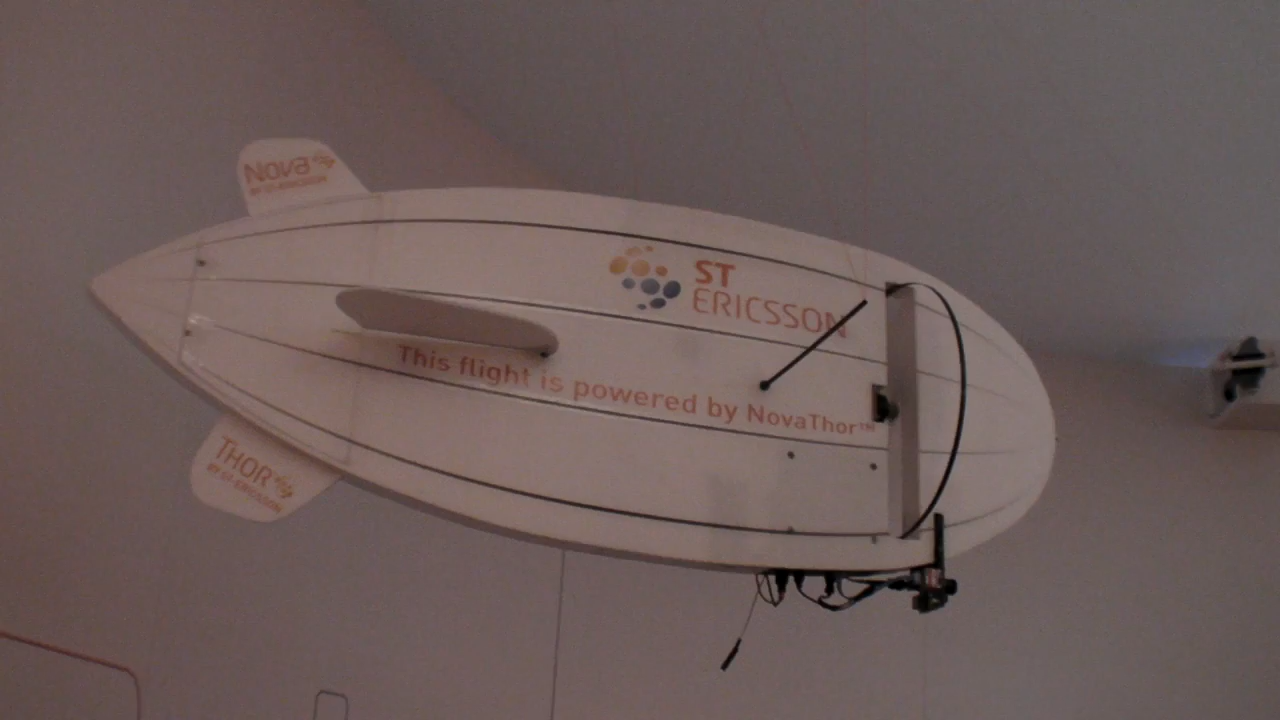 Nova
BY ST-ERICSSON
ST
ERICSSON
This flight is powered by NovaThor™
THOR
BY ST-ERICSSON